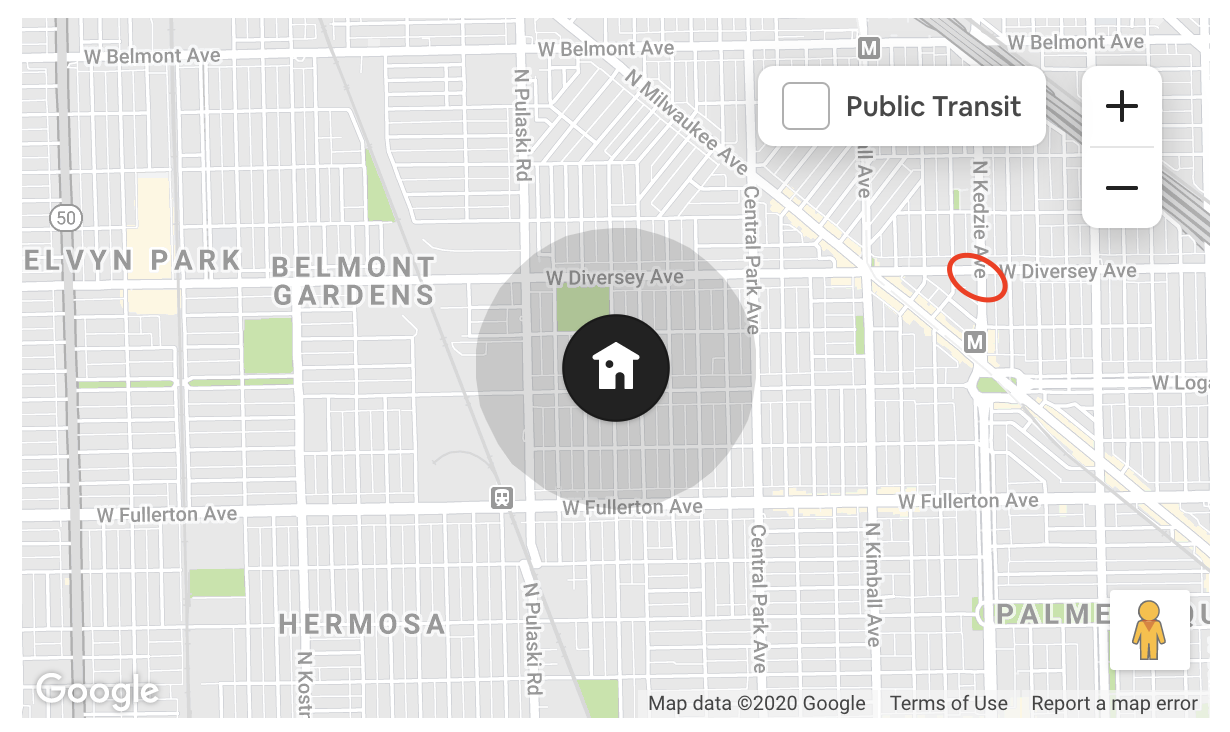 W Belmont Ave
W Belmont Ave
M
W Belmont Ave
N Pulaski Rd
N Milwaukee Ave
Public Transit
+
−
50
ll Ave
N Kedzie Ave
Central Park Ave
ELVYN PARK
BELMONT
GARDENS
W Diversey Ave
W Diversey Ave
M
W Loga
W Fullerton Ave
W Fullerton Ave
W Fullerton Ave
Central Park Ave
N Kimball Ave
N Pulaski Rd
HERMOSA
PALME
U
N Kostn
Google
Map data ©2020 Google
Terms of Use
Report a map error